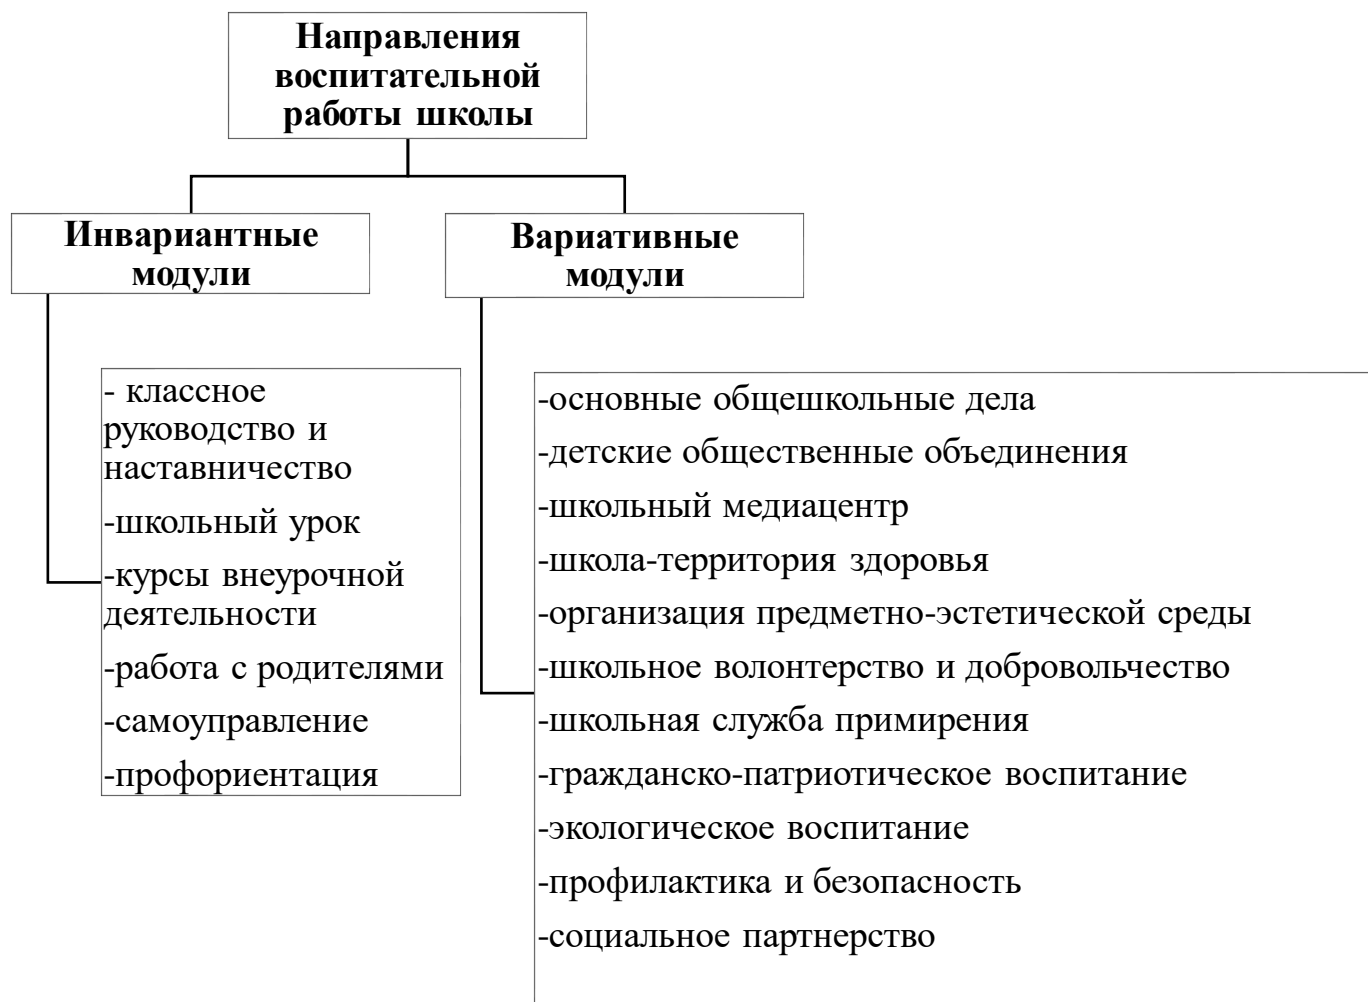 Направления
воспитательной
работы школы
Инвариантные
модули
Вариативные
модули
- классное
руководство и
наставничество
-школьный урок
-курсы внеурочной
деятельности
-работа с родителями
-самоуправление
-профориентация
-основные общешкольные дела
-детские общественные объединения
-школьный медиацентр
-школа-территория здоровья
-организация предметно-эстетической среды
-школьное волонтерство и добровольчество
-школьная служба примирения
-гражданско-патриотическое воспитание
-экологическое воспитание
-профилактика и безопасность
-социальное партнерство